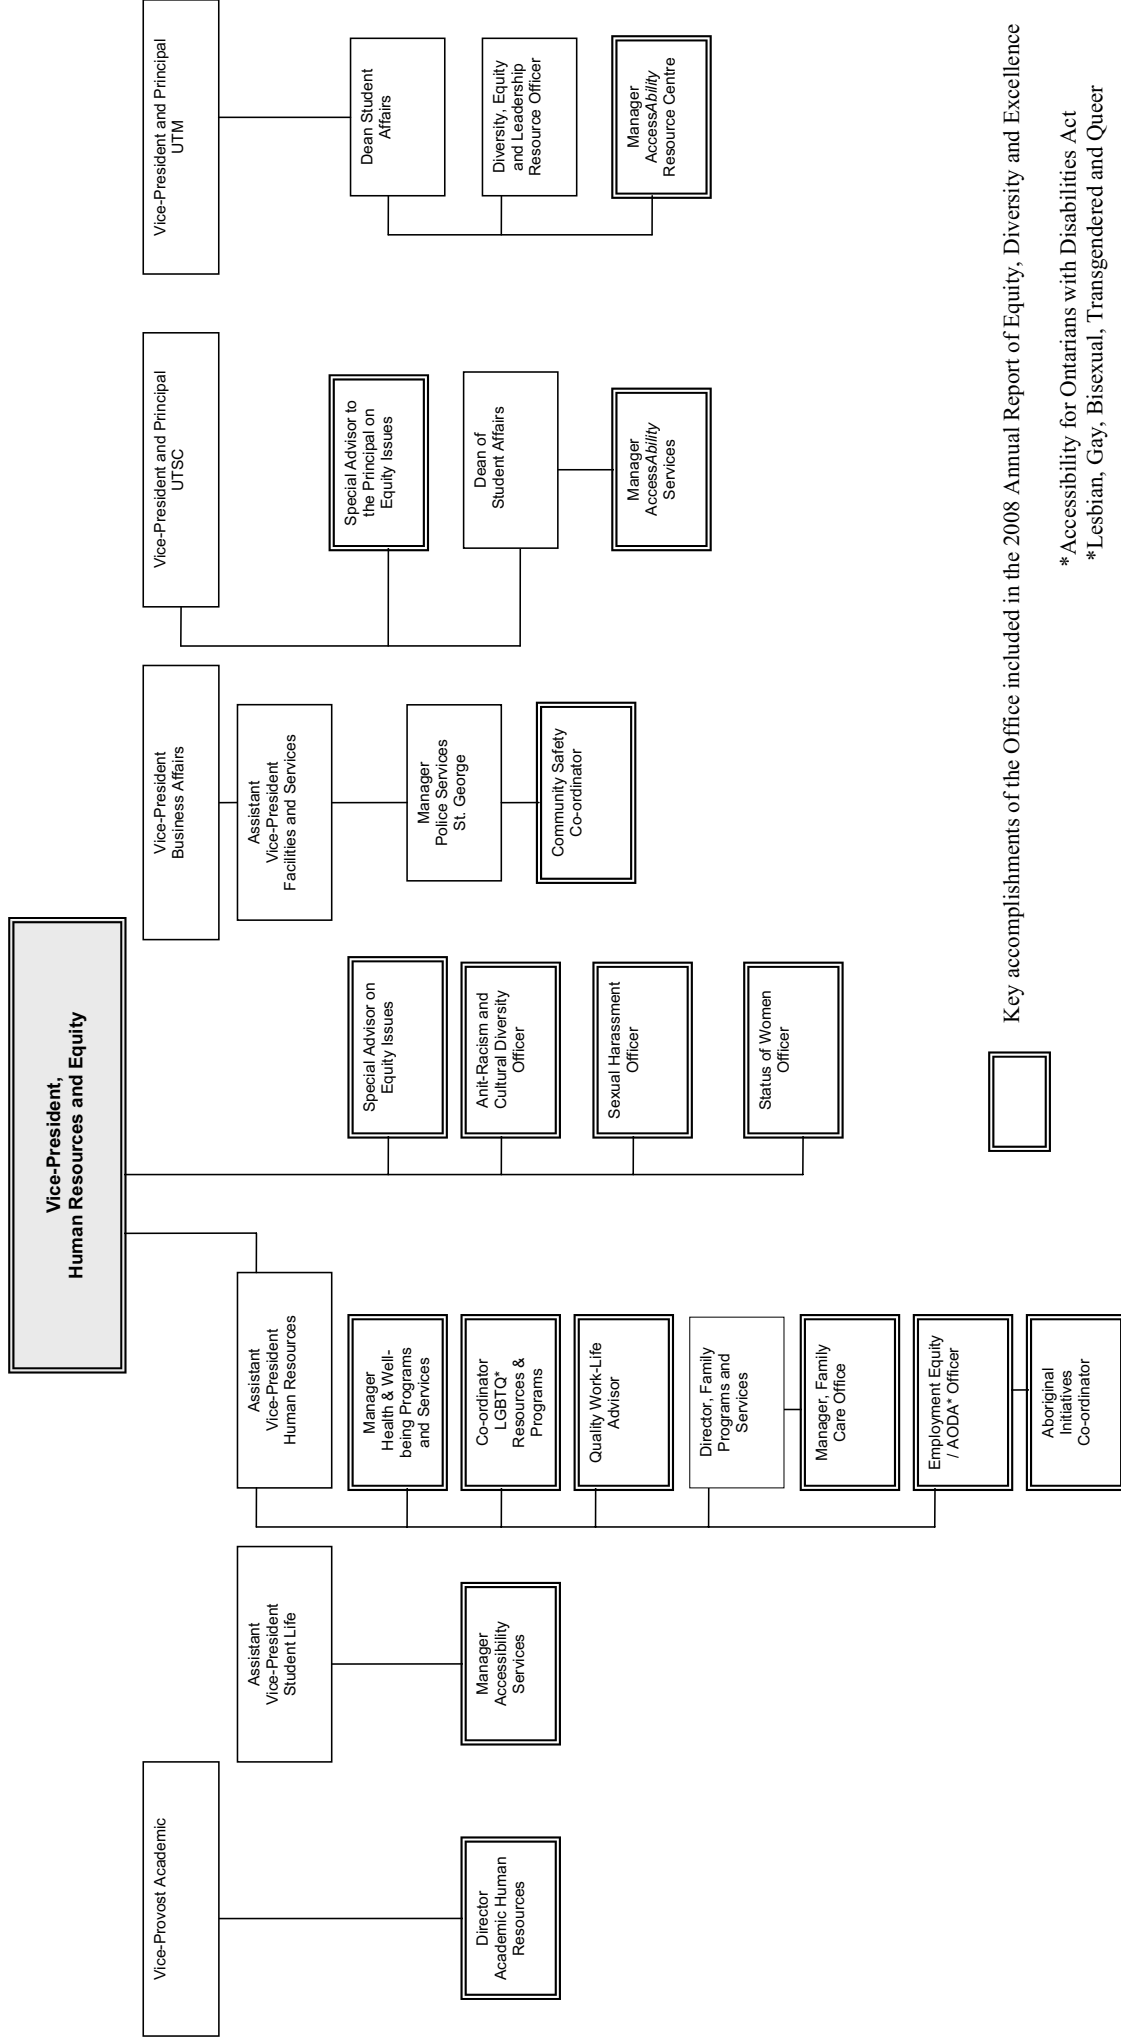 Vice-President,
Human Resources and Equity
Vice-Provost Academic
Director
Academic Human
Resources
Assistant
Vice-President
Student Life
Manager
Accessibility
Services
Assistant
Vice-President
Human Resources
Manager
Health & Well-
being Programs
and Services
Co-ordinator
LGBTQ*
Resources &
Programs
Quality Work-Life
Advisor
Director, Family
Programs and
Services
Manager, Family
Care Office
Employment Equity
/ AODA* Officer
Aboriginal
Initiatives
Co-ordinator
Special Advisor on
Equity Issues
Anit-Racism and
Cultural Diversity
Officer
Sexual Harassment
Officer
Status of Women
Officer
Vice-President
Business Affairs
Assistant
Vice-President
Facilities and Services
Manager
Police Services
St. George
Community Safety
Co-ordinator
Vice-President and Principal
UTSC
Special Advisor to
the Principal on
Equity Issues
Dean of
Student Affairs
Manager
AccessAbility
Services
Vice-President and Principal
UTM
Dean Student
Affairs
Diversity, Equity
and Leadership
Resource Officer
Manager
AccessAbility
Resource Centre
Key accomplishments of the Office included in the 2008 Annual Report of Equity, Diversity and Excellence
*Accessibility for Ontarians with Disabilities Act
*Lesbian, Gay, Bisexual, Transgendered and Queer